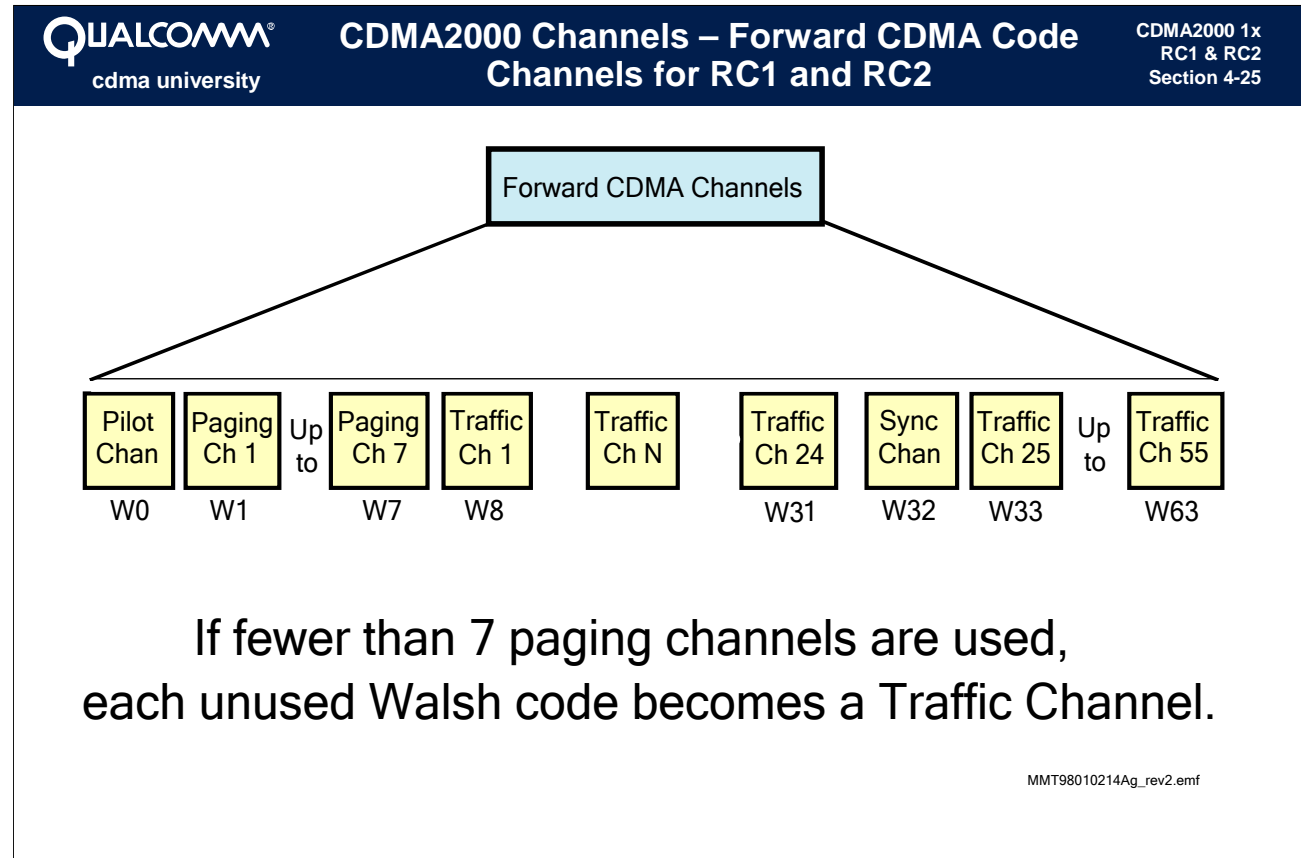 QUALCOMM®
cdma university
CDMA2000 Channels – Forward CDMA Code
Channels for RC1 and RC2
CDMA2000 1x
RC1 & RC2
Section 4-25
Forward CDMA Channels
Pilot
Chan
W0
Paging
Ch 1
W1
Up
to
Paging
Ch 7
W7
Traffic
Ch 1
W8
Traffic
Ch N
Traffic
Ch 24
W31
Sync
Chan
W32
Traffic
Ch 25
W33
Up
to
Traffic
Ch 55
W63
If fewer than 7 paging channels are used,
each unused Walsh code becomes a Traffic Channel.
MMT98010214Ag_rev2.emf